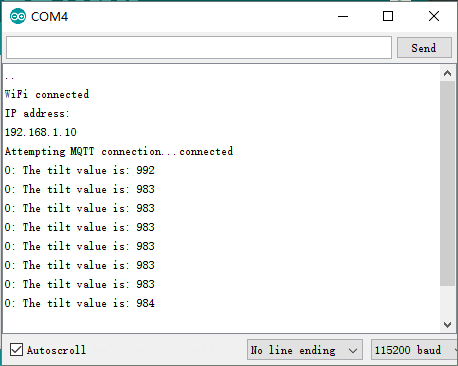 COM4
Send
..
WiFi connected
IP address:
192.168.1.10
Attempting MQTT connection...connected
0: The tilt value is: 992
0: The tilt value is: 983
0: The tilt value is: 983
0: The tilt value is: 983
0: The tilt value is: 983
0: The tilt value is: 983
0: The tilt value is: 983
0: The tilt value is: 984
Autoscroll
No line ending
115200 baud